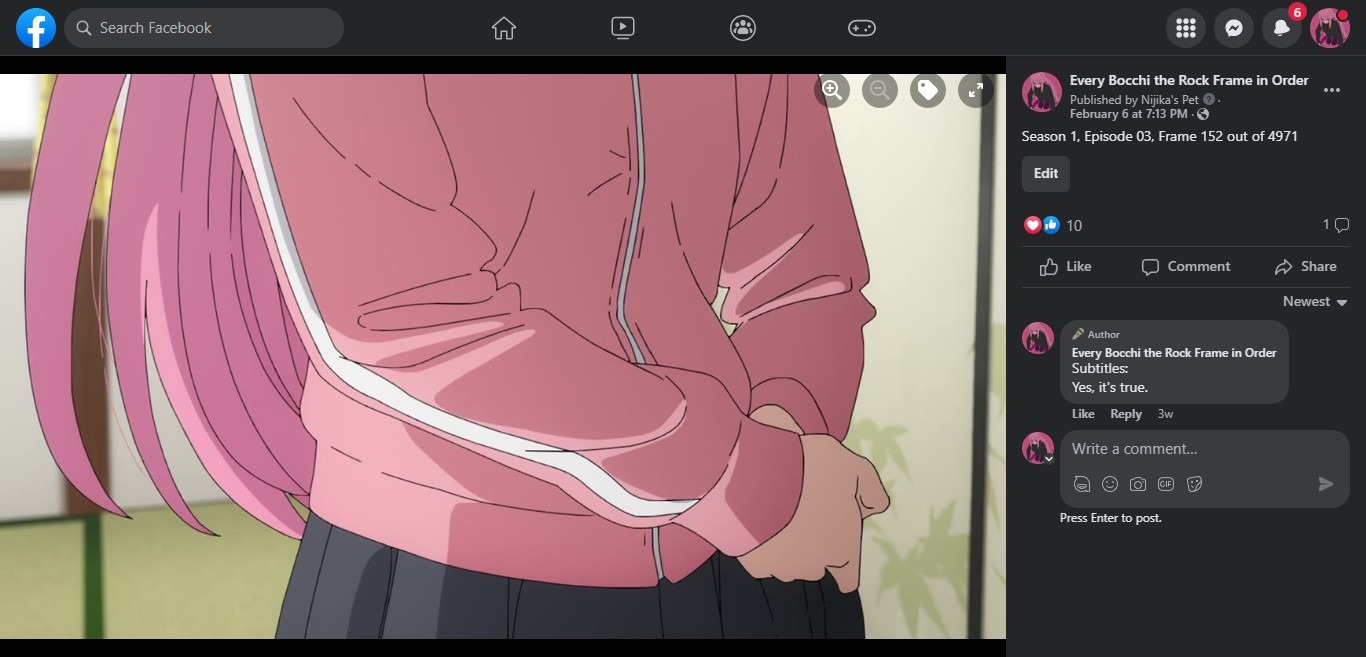 Search Facebook
6
Every Bocchi the Rock Frame in Order
Published by Nijika's Pet ·
February 6 at 7:13 PM ·
Season 1, Episode 03, Frame 152 out of 4971
Edit
10
1
Like
Comment
Share
Newest
Author
Every Bocchi the Rock Frame in Order
Subtitles:
Yes, it's true.
Like Reply 3w
Write a comment...
GIF
Press Enter to post.